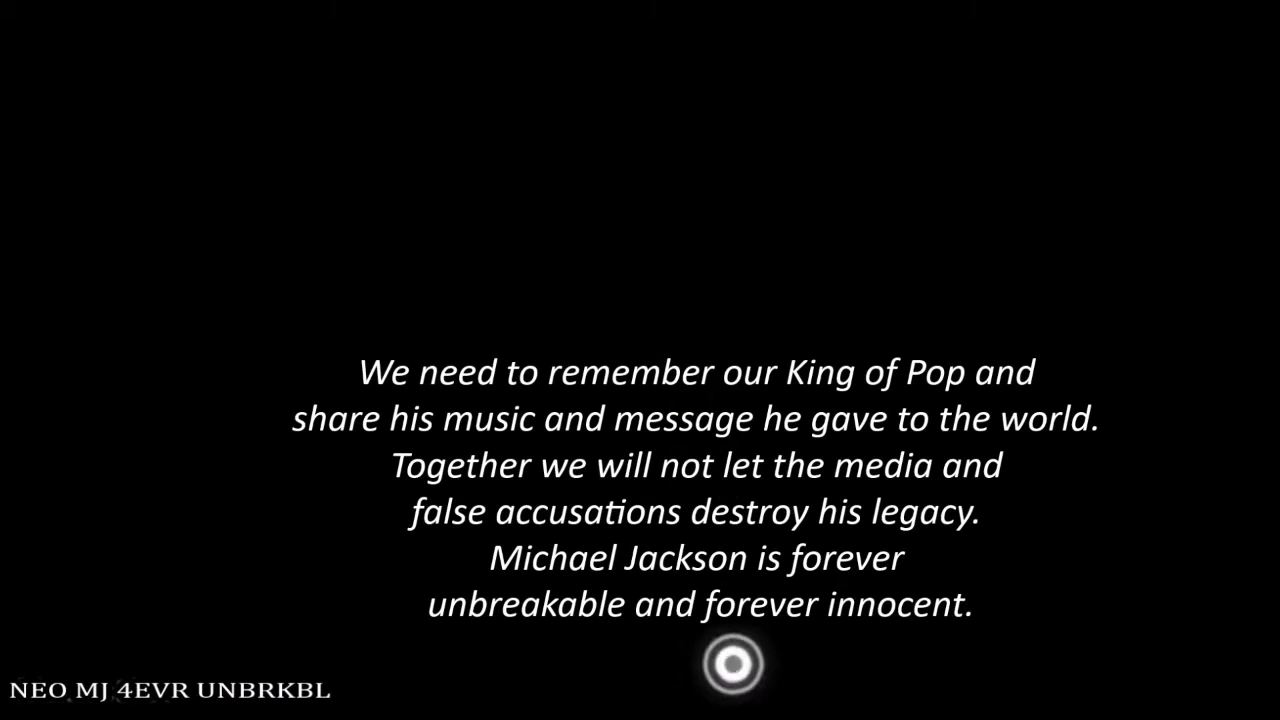 We need to remember our King of Pop and
share his music and message he gave to the world.
Together we will not let the media and
false accusations destroy his legacy.
Michael Jackson is forever
unbreakable and forever innocent.
NEO MJ 4EVR UNBRKBL